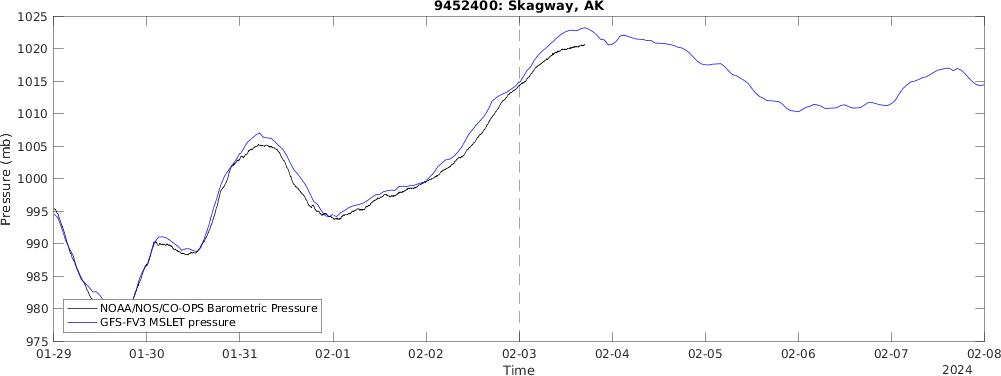 9452400: Skagway, AK
Pressure (mb)
1025
1020
1015
1010
1005
1000
995
990
985
980
975
NOAA/NOS/CO-OPS Barometric Pressure
GFS-FV3 MSLET pressure
01-29 01-30 01-31 02-01 02-02 02-03 02-04 02-05 02-06 02-07 02-08
Time
2024